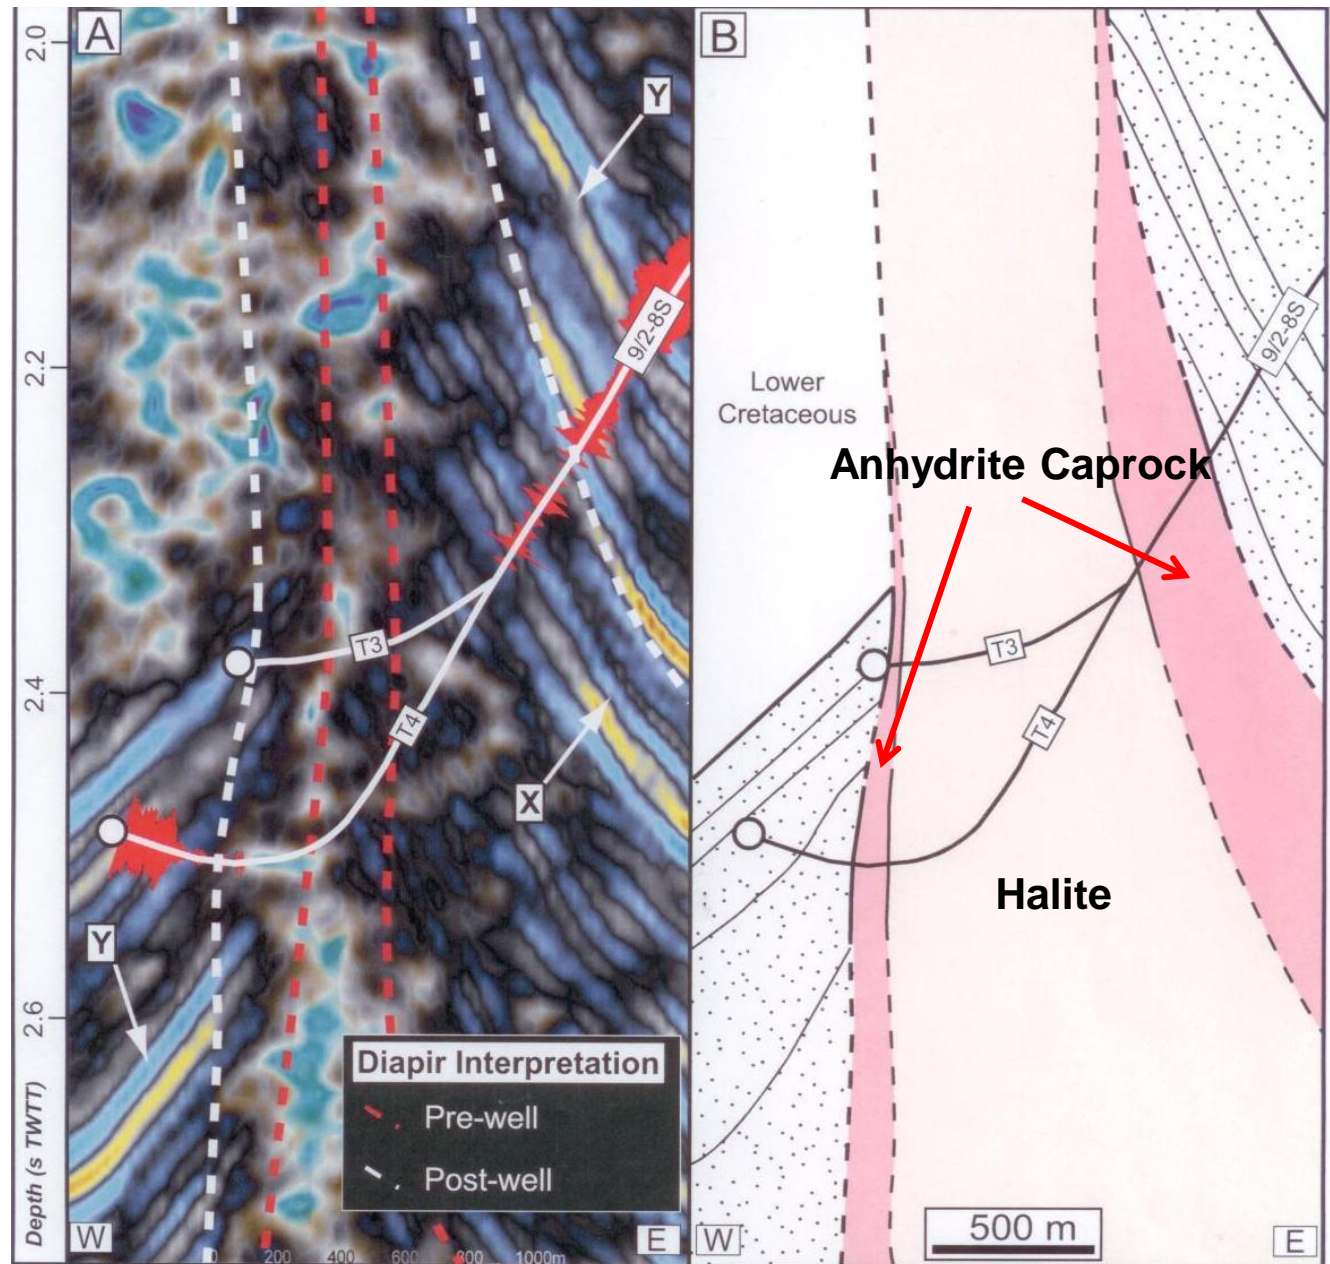 A
B
2.0
Y
Y
9/2-8S
9/2-8S
2.2
Lower
Cretaceous
Anhydrite Caprock
T3
T3
2.4
T4
T4
X
Halite
Y
2.6
Diapir Interpretation
Pre-well
Post-well
Depth (s TWTT)
W
E
W
500 m
E
0 200 400 600 800 1000m